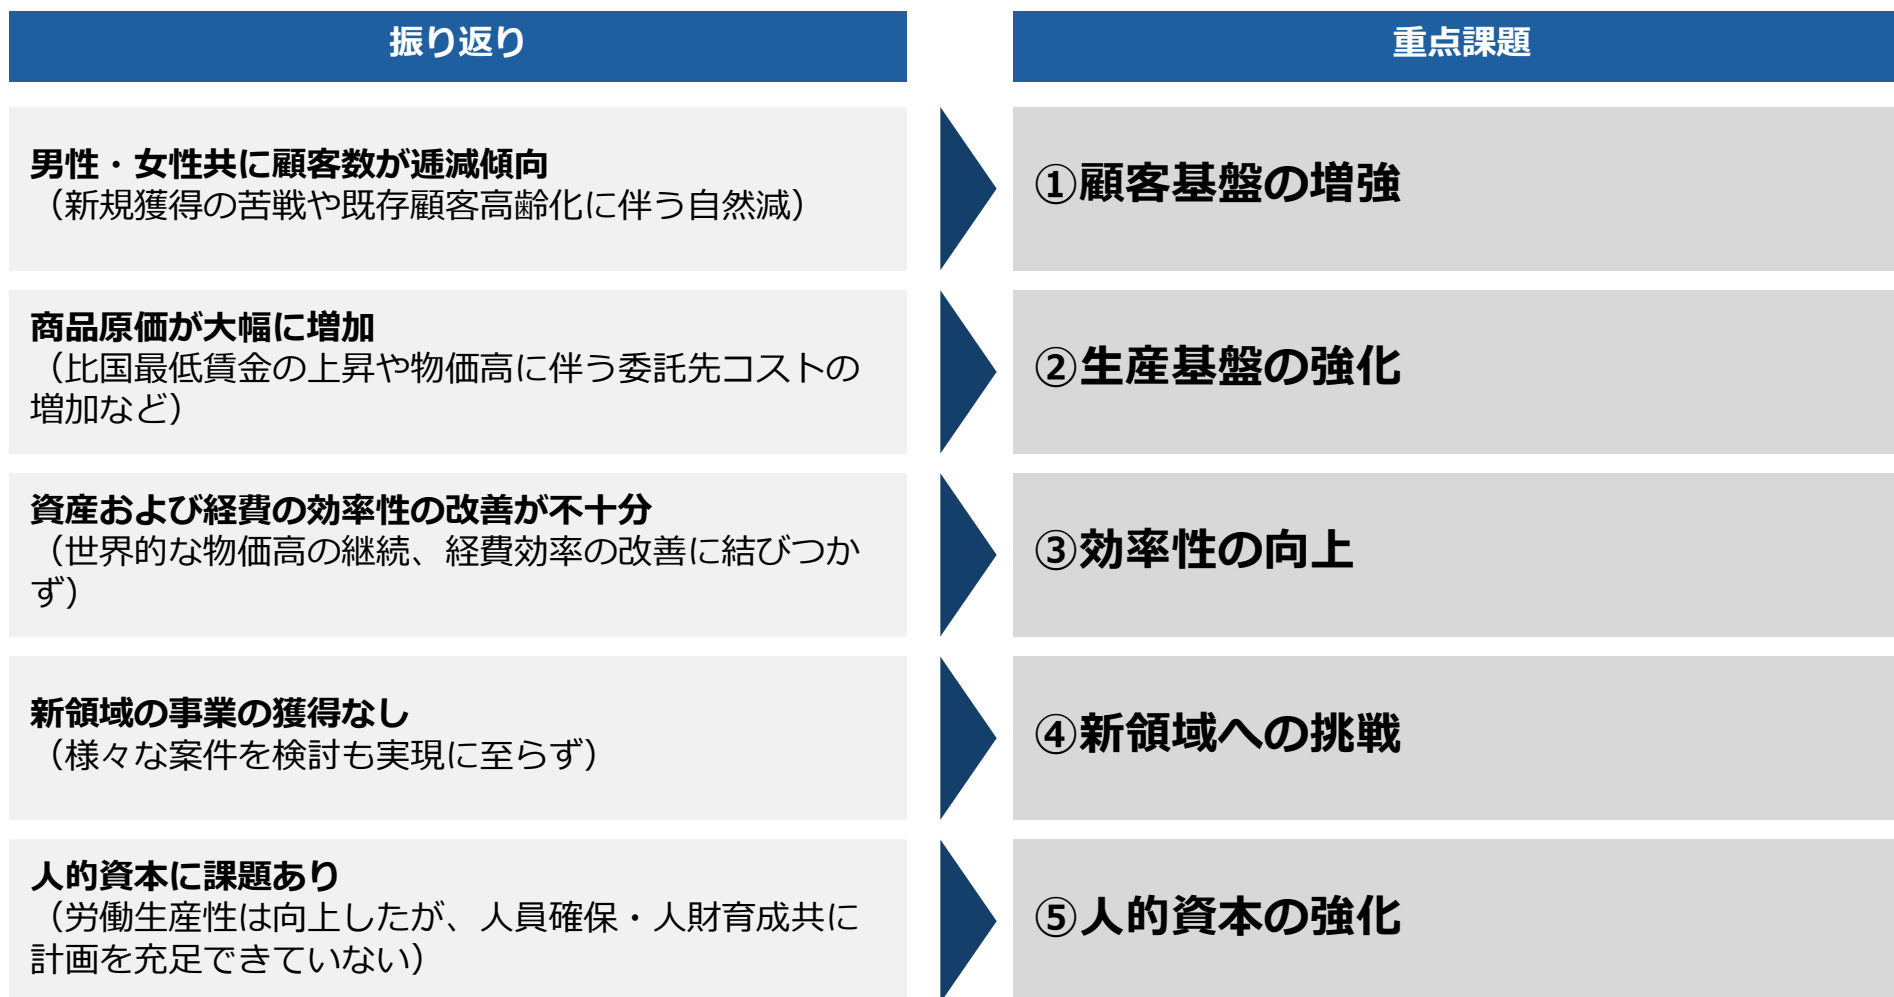 振り返り
重点課題
男性・女性共に顧客数が逓減傾向
（新規獲得の苦戦や既存顧客高齢化に伴う自然減）
①顧客基盤の増強
商品原価が大幅に増加
（比国最低賃金の上昇や物価高に伴う委託先コストの
増加など）
②生産基盤の強化
資産および経費の効率性の改善が不十分
（世界的な物価高の継続、経費効率の改善に結びつか
ず）
③効率性の向上
新領域の事業の獲得なし
（様々な案件を検討も実現に至らず）
④新領域への挑戦
人的資本に課題あり
（労働生産性は向上したが、人員確保・人財育成共に
計画を充足できていない）
⑤人的資本の強化